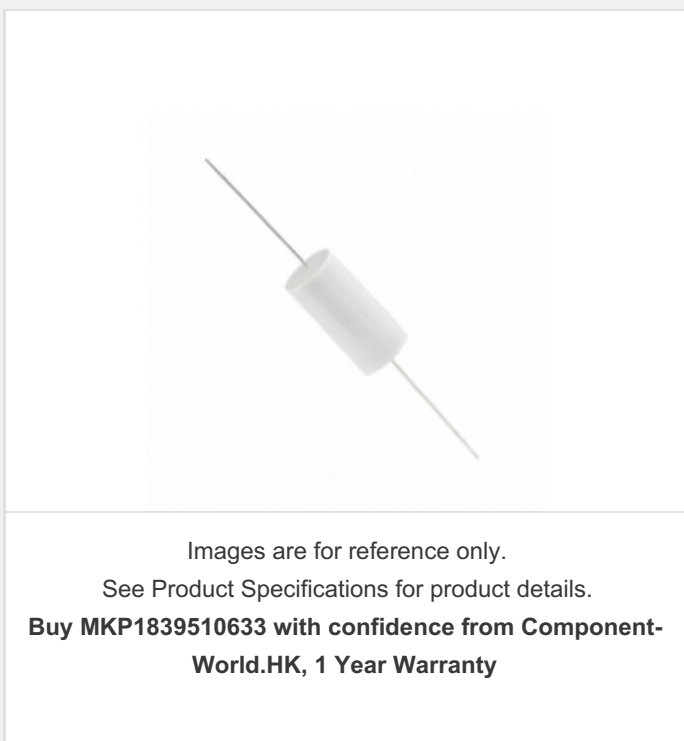 Images are for reference only.
See Product Specifications for product details.
Buy MKP1839510633 with confidence from Component-
World.HK, 1 Year Warranty